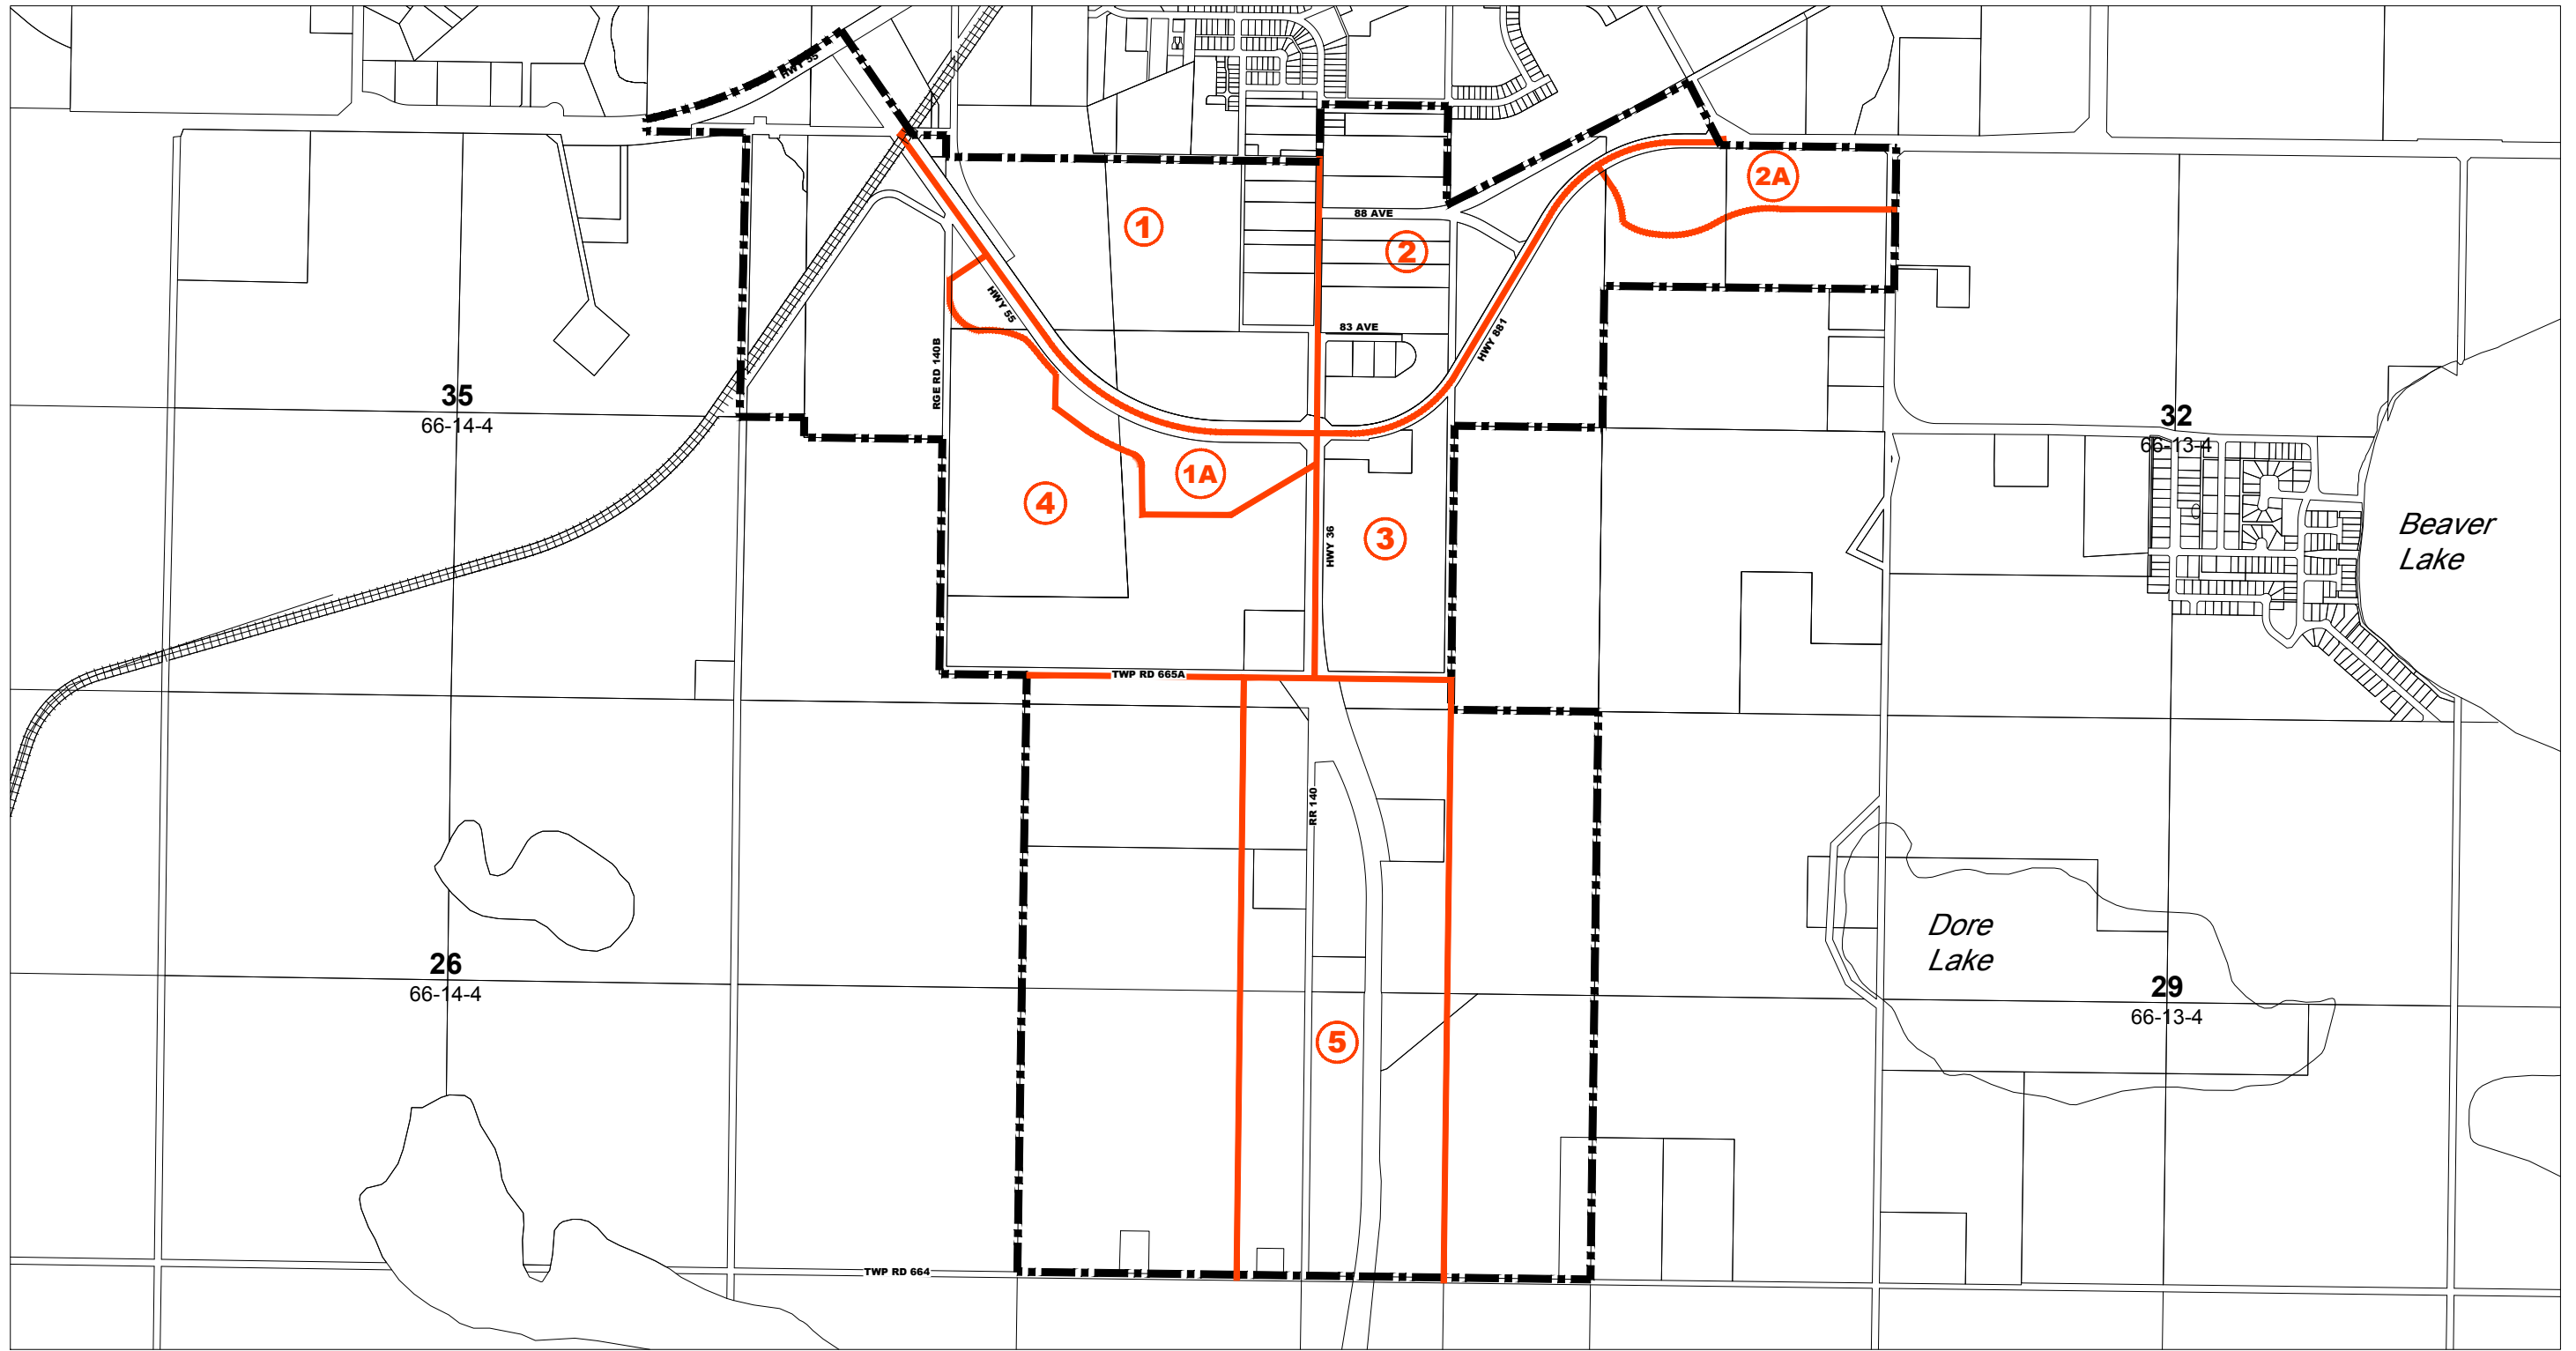 HWY 55
2A
1
88 AVE
2
HWY 55
83 AVE
HWY 881
RGE RD 140B
35
66-14-4
32
66-13-4
1A
4
HWY 36
3
Beaver
Lake
TWP RD 665A
RR 140
Dore
Lake
26
66-14-4
29
66-13-4
5
TWP RD 664